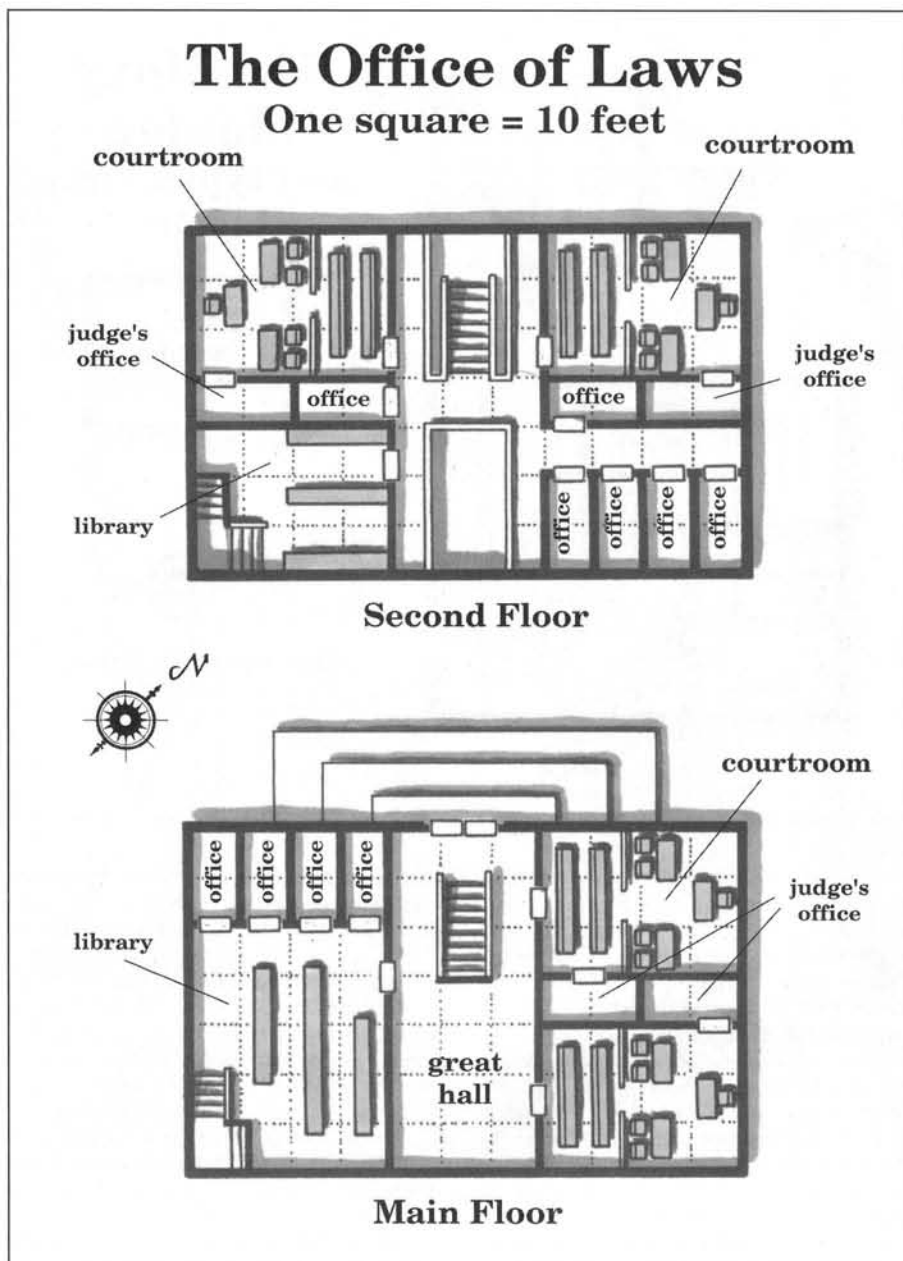 The Office of Laws
One square = 10 feet
courtroom
courtroom
judge's
office
judge's
office
office
office
library
office
office
office
office
Second Floor
N
courtroom
office
office
office
office
judge's
office
library
great
hall
Main Floor